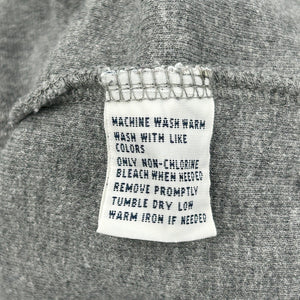 MACHINE WASH WARM
WASH WITH LIKE
COLORS
ONLY NON-CHLORINE
BLEACH WHEN NEEDED
REMOVE PROMPTLY
TUMBLE DRY LOW
WARM IRON IF NEEDED